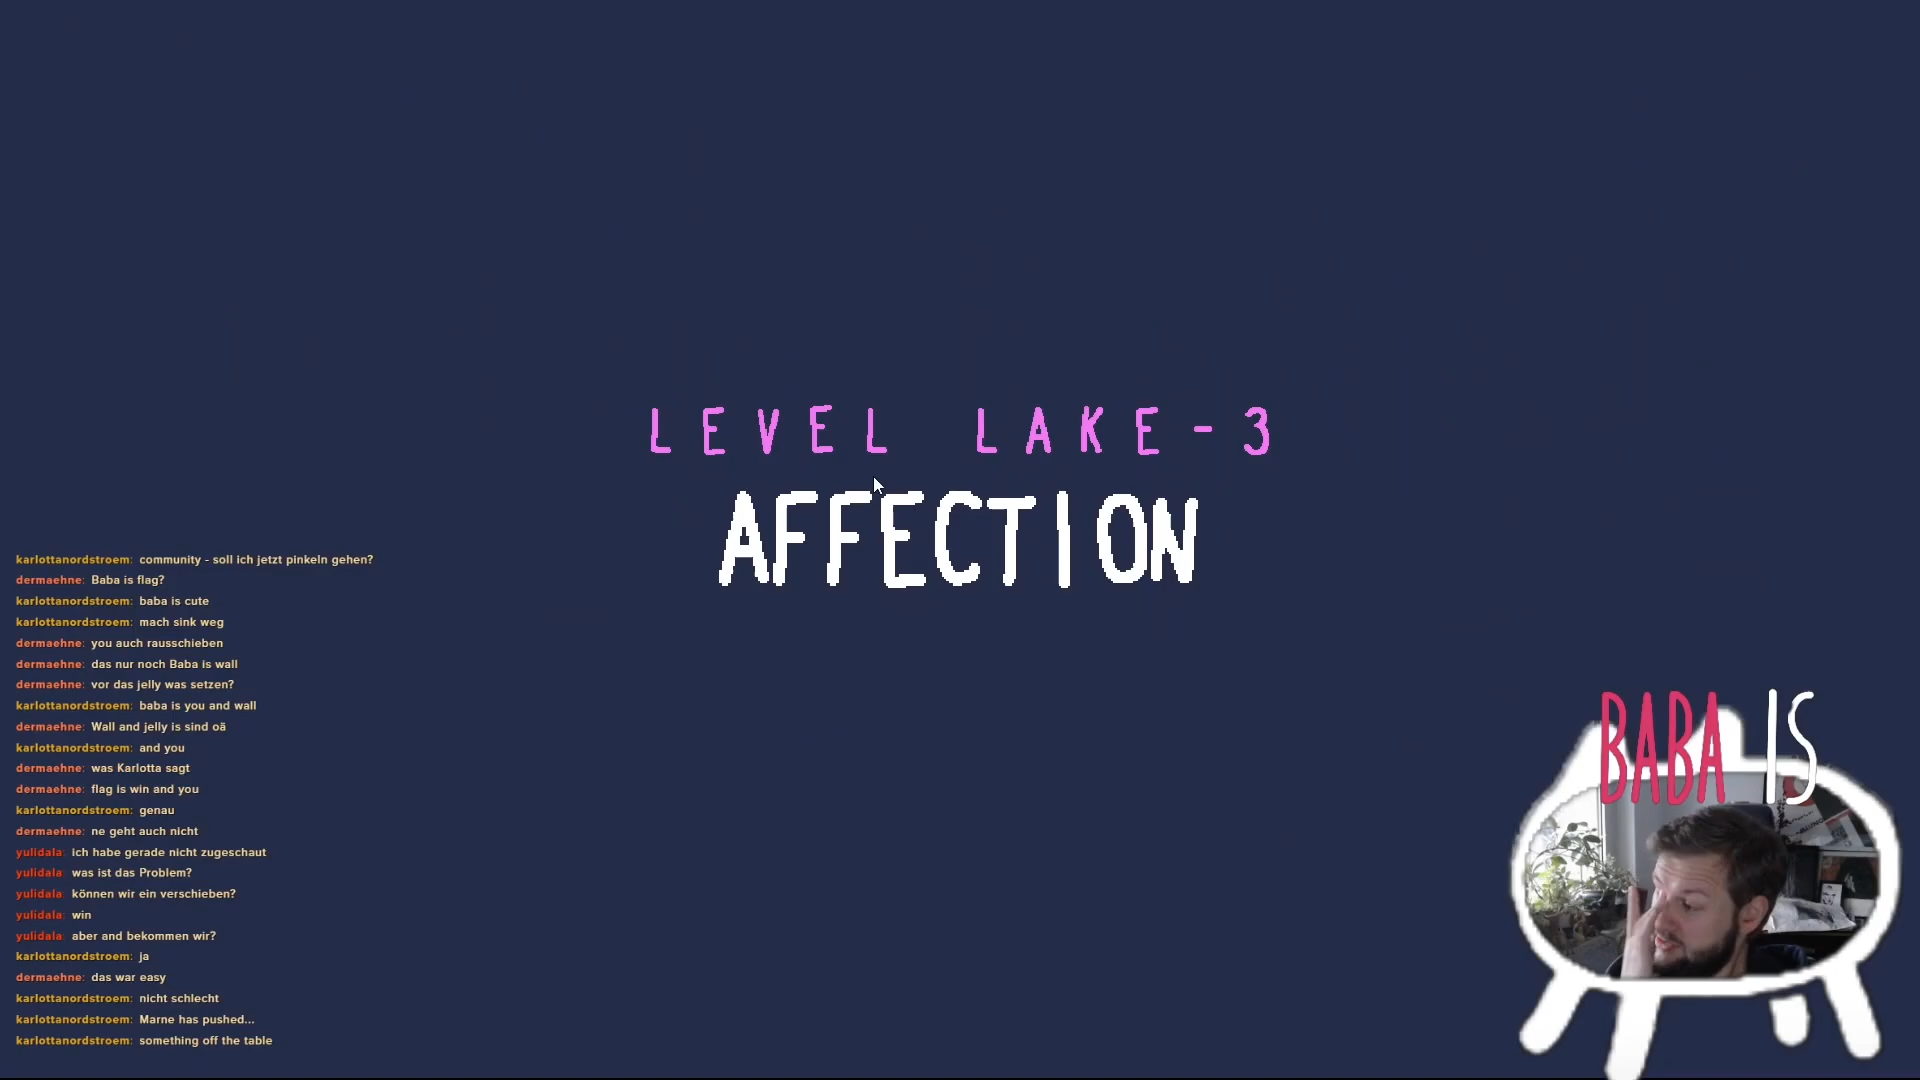 LEVEL LAKE-3
AFFECTION
karlottanordstroem: community - soll ich jetzt pinkeln gehen?
dermaehne: Baba is flag?
karlottanordstroem: baba is cute
karlottanordstroem: mach sink weg
dermaehne: you auch rausschieben
dermaehne: das nur noch Baba is wall
dermaehne: vor das jelly was setzen?
karlottanordstroem: baba is you and wall
dermaehne: Wall and jelly is sind oä
karlottanordstroem: and you
dermaehne: was Karlotta sagt
dermaehne: flag is win and you
karlottanordstroem: genau
dermaehne: ne geht auch nicht
yulidala: ich habe gerade nicht zugeschaut
yulidala: was ist das Problem?
yulidala: können wir ein verschieben?
yulidala: win
yulidala: aber and bekommen wir?
karlottanordstroem: ja
dermaehne: das war easy
karlottanordstroem: nicht schlecht
karlottanordstroem: Marne has pushed...
karlottanordstroem: something off the table
BABA IS